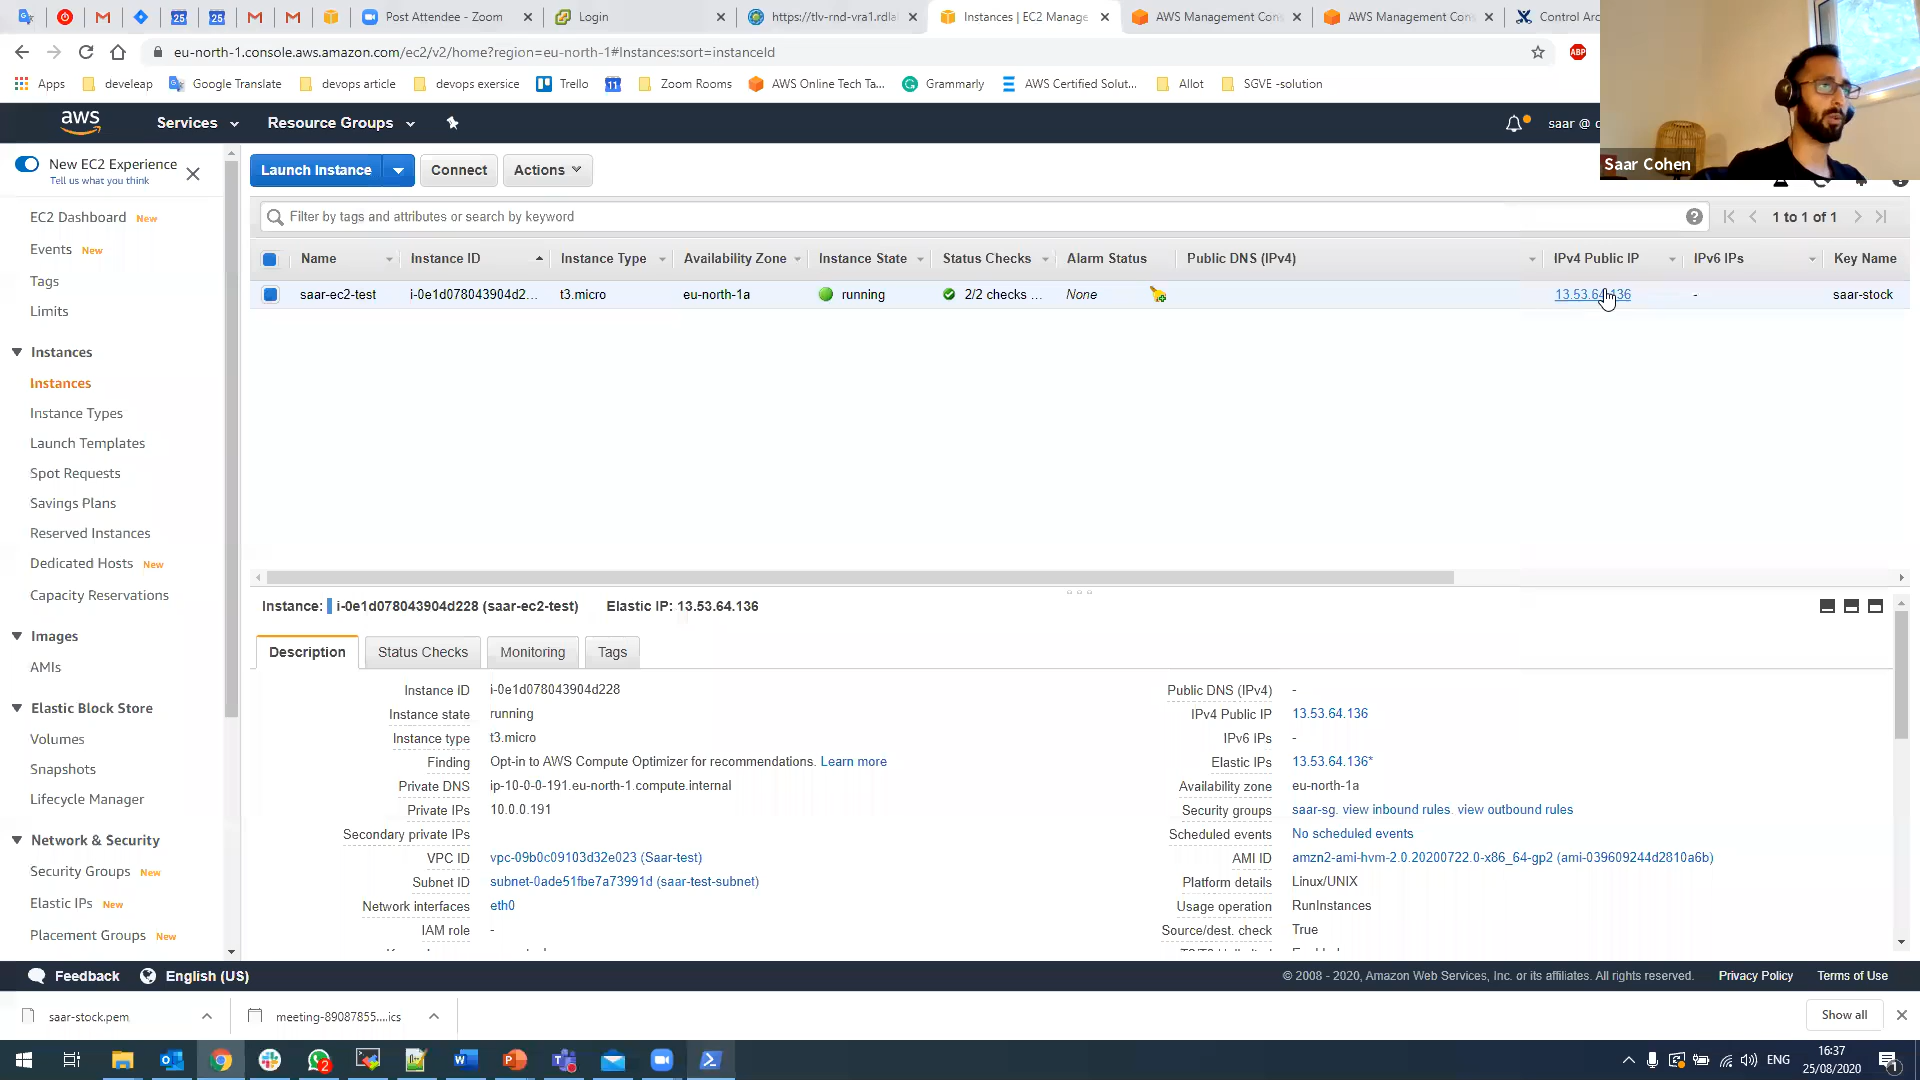 Post Attendee - Zoom
Login
https://tlv-rnd-vra1.rdla
Instances | EC2 Manage
AWS Management Con
AWS Management Con
Control Arc
eu-north-1.console.aws.amazon.com/ec2/v2/home?region=eu-north-1#Instances:sort=instanceId
ABP
Apps
develeap
Google Translate
devops article
devops exersice
Trello
Zoom Rooms
AWS Online Tech Ta...
Grammarly
AWS Certified Solut...
Allot
SGVE -solution
aws
Services
Resource Groups
saar @
Saar Cohen
New EC2 Experience
Tell us what you think
Launch Instance
Connect
Actions
EC2 Dashboard New
Events New
Tags
Limits
Instances
Instances
Instance Types
Launch Templates
Spot Requests
Savings Plans
Reserved Instances
Dedicated Hosts New
Capacity Reservations
Images
AMIs
Elastic Block Store
Volumes
Snapshots
Lifecycle Manager
Network & Security
Security Groups New
Elastic IPs New
Placement Groups New
Filter by tags and attributes or search by keyword
1 to 1 of 1
Name Instance ID Instance Type Availability Zone Instance State Status Checks Alarm Status Public DNS (IPv4) IPv4 Public IP IPv6 IPs Key Name
saar-ec2-test i-0e1d078043904d2... t3.micro eu-north-1a running 2/2 checks ... None 13.53.64.136 - saar-stock
Instance: i-0e1d078043904d228 (saar-ec2-test) Elastic IP: 13.53.64.136
Description
Status Checks
Monitoring
Tags
Instance ID i-0e1d078043904d228
Instance state running
Instance type t3.micro
Finding Opt-in to AWS Compute Optimizer for recommendations. Learn more
Private DNS ip-10-0-0-191.eu-north-1.compute.internal
Private IPs 10.0.0.191
Secondary private IPs
VPC ID vpc-09b0c09103d32e023 (Saar-test)
Subnet ID subnet-0ade51fbe7a73991d (saar-test-subnet)
Network interfaces eth0
IAM role -
Public DNS (IPv4) -
IPv4 Public IP 13.53.64.136
IPv6 IPs -
Elastic IPs 13.53.64.136*
Availability zone eu-north-1a
Security groups saar-sg. view inbound rules. view outbound rules
Scheduled events No scheduled events
AMI ID amzn2-ami-hvm-2.0.20200722.0-x86_64-gp2 (ami-039609244d2810a6b)
Platform details Linux/UNIX
Usage operation RunInstances
Source/dest. check True
Feedback
English (US)
© 2008 - 2020, Amazon Web Services, Inc. or its affiliates. All rights reserved.
Privacy Policy
Terms of Use
saar-stock.pem
meeting-89087855....ics
Show all
ENG
16:37
25/08/2020